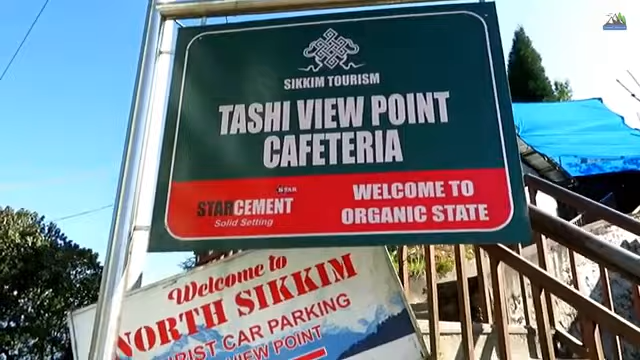 SIKKIM TOURISM
TASHI VIEW POINT
CAFETERIA
STAR
STARCEMENT
Solid Setting
WELCOME TO
ORGANIC STATE
Welcome to
NORTH SIKKIM
CAR PARKING
VIEW POINT